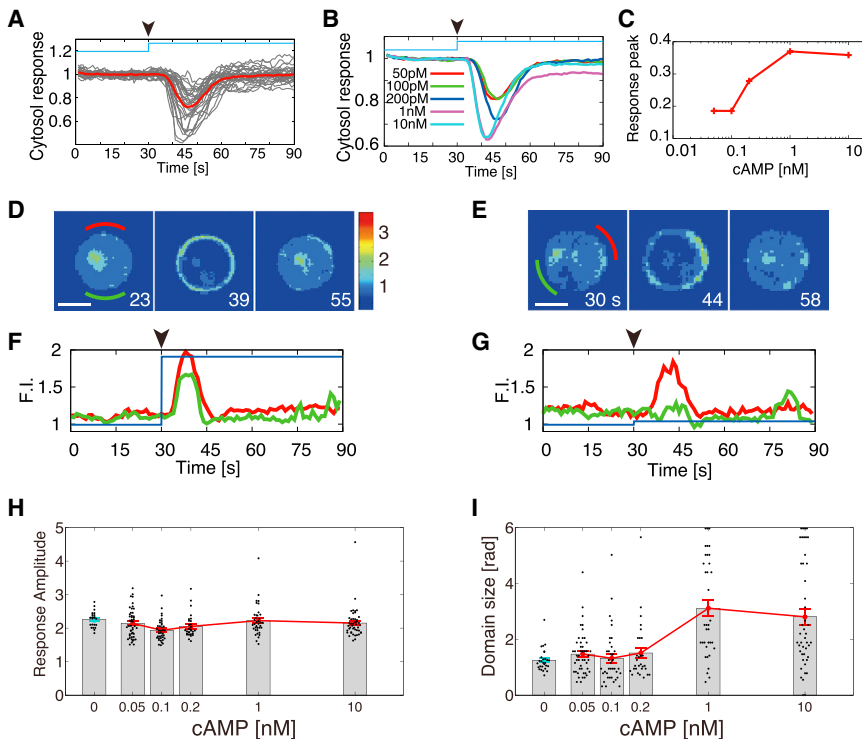 A
Cytosol response
1.2
1
0.8
0.6
0 15 30 45 60 75 90
Time [s]
B
Cytosol response
1
0.8
0.6
50pM
100pM
200pM
1nM
10nM
0 15 30 45 60 75 90
Time [s]
C
Response peak
0.4
0.3
0.2
0.1
0.01 0.1 1 10
cAMP [nM]
D
23
39
55
3
2
1
E
30 s
44
58
F
F.I.
2
1.5
1
0 15 30 45 60 75 90
Time [s]
G
F.I.
2
1.5
1
0 15 30 45 60 75 90
Time [s]
H
Response Amplitude
5
4
3
2
1
0
0 0.05 0.1 0.2 1 10
cAMP [nM]
I
Domain size [rad]
6
4
2
0
0 0.05 0.1 0.2 1 10
cAMP [nM]